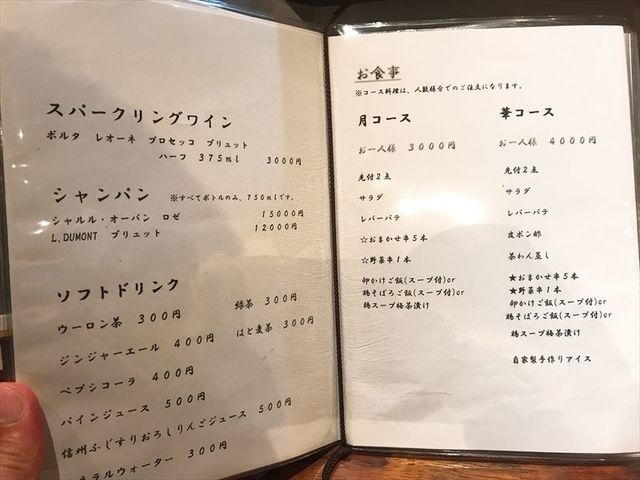 スパークリングワイン
ポルタ レオーネ プロセッコ ブリュット
ハーフ 375ml 3000円
シャンパン ※すべてボトルのみ、750mlです。
シャルル・オーバン ロゼ 15000円
L.DUMONT ブリュット 12000円
ソフトドリンク
ウーロン茶 300円 緑茶 300円
ジンジャーエール 400円 はと麦茶 300円
ペプシコーラ 400円
パインジュース 500円
信州ふじすりおろしりんごジュース 500円
ネラルウォーター 300円
お食事
※コース料理は、人数様分でのご注文になります。
月コース
お一人様 3000円
先付2点
サラダ
レバーパテ
☆おまかせ串5本
☆野菜串1本
卵かけご飯(スープ付)or
鶏そぼろご飯(スープ付)or
鶏スープ梅茶漬け
華コース
お一人様 4000円
先付2点
サラダ
レバーパテ
皮ポン酢
茶わん蒸し
★おまかせ串5本
★野菜串1本
卵かけご飯(スープ付)or
鶏そぼろご飯(スープ付)or
鶏スープ梅茶漬け
自家製手作りアイス